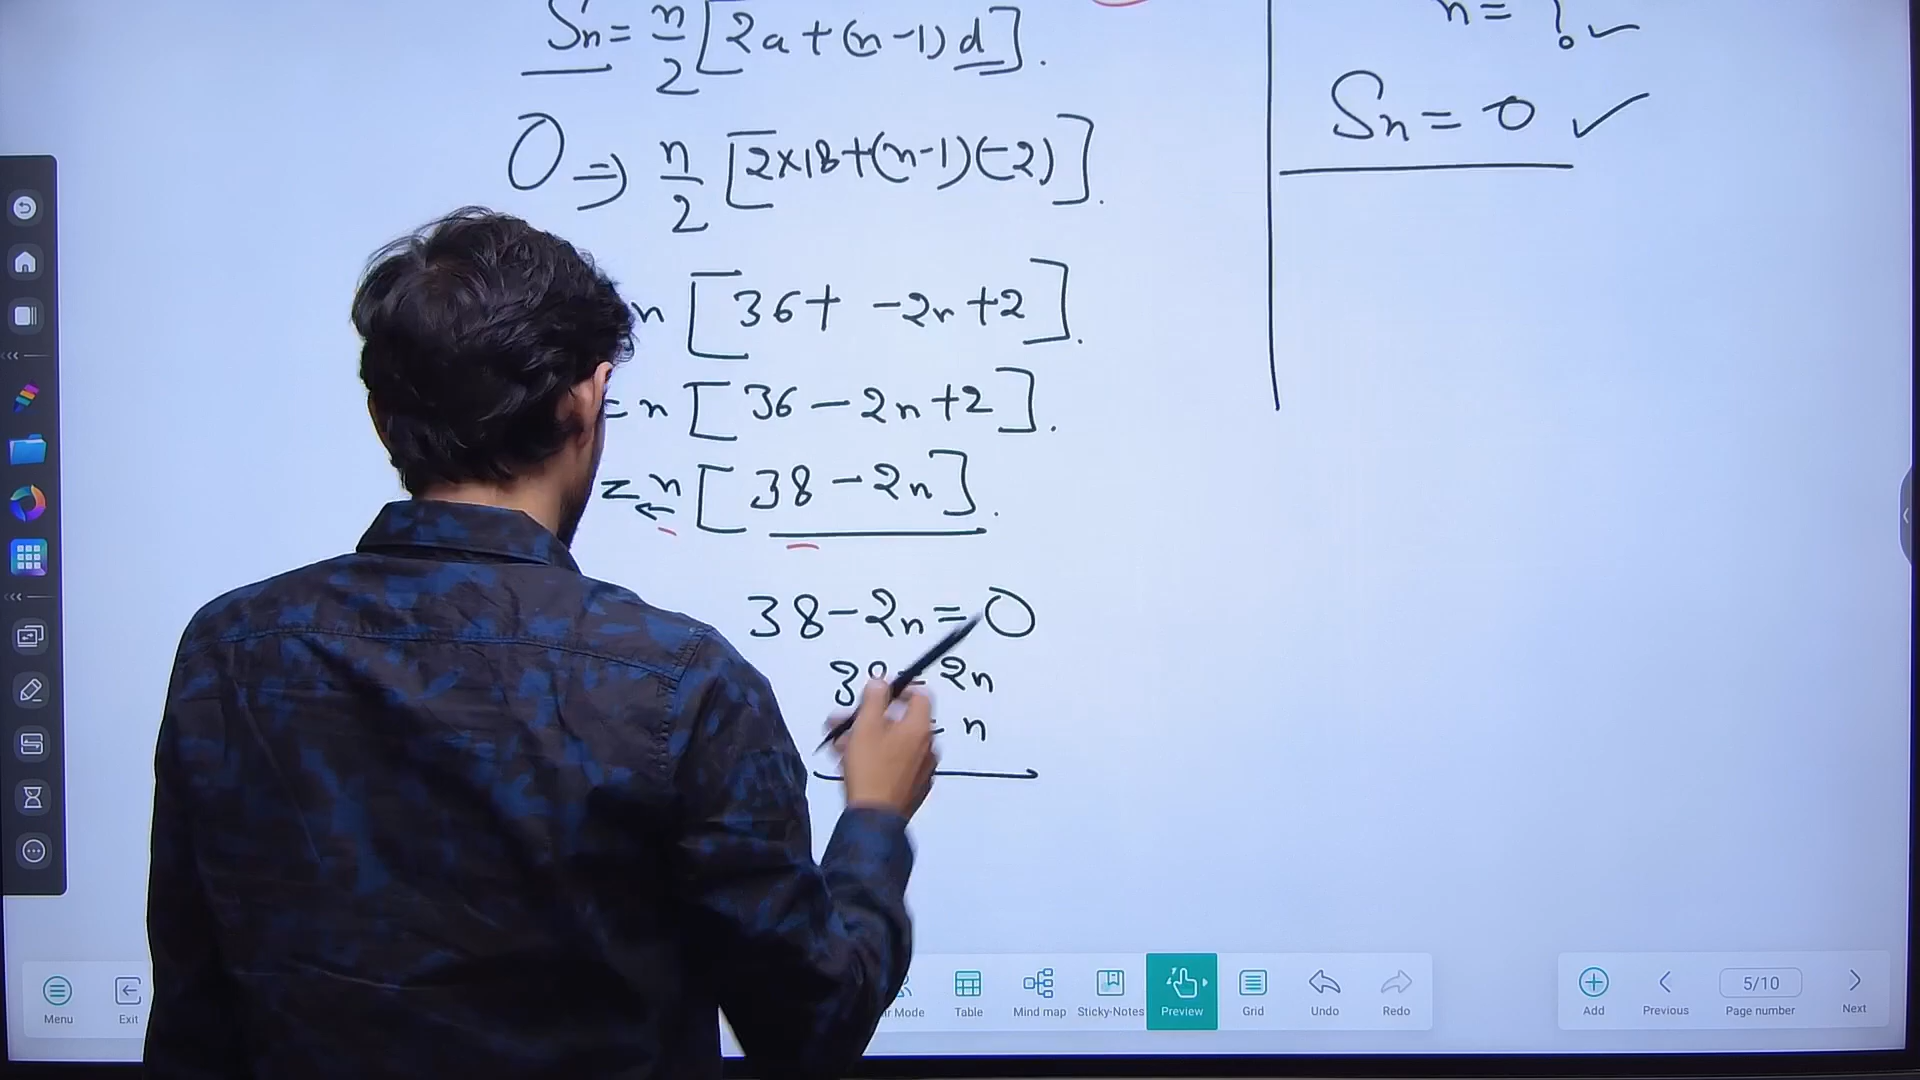 Sn = n/2 [2a + (n-1) d].
0 ⇒ n/2 [2×18+(n-1)(-2)].
n [36+ -2n+2].
= n [36 - 2n+2].
= n [38 - 2n].
38 - 2n = 0
= 2n
= n
n = ? ✓
Sn = 0 ✓
Menu
Exit
Mode
Table
Mind map
Sticky-Notes
Preview
Grid
Undo
Redo
Add
Previous
5/10
Page number
Next